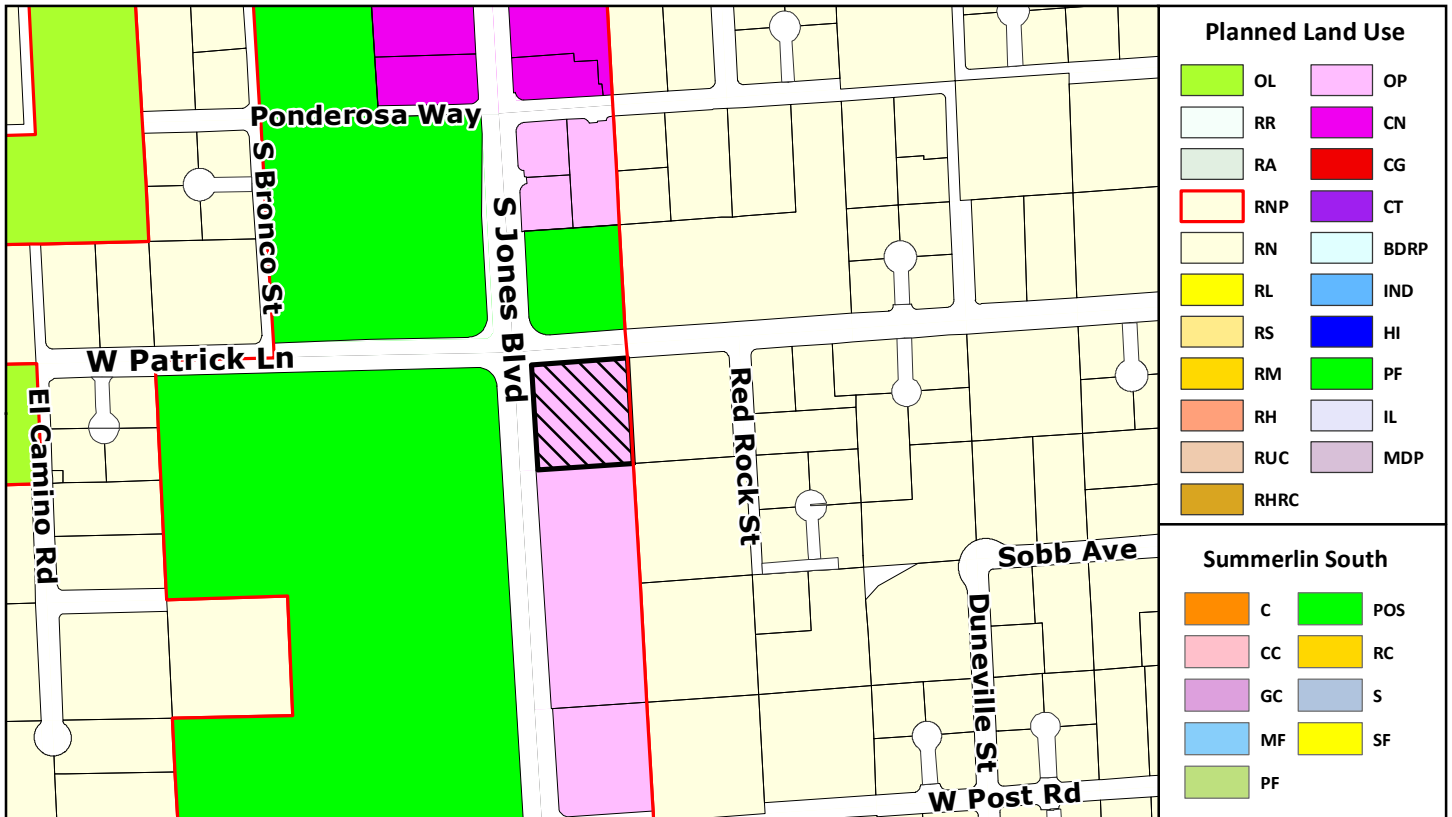 Ponderosa Way
S Bronco St
S Jones Blvd
W Patrick Ln
El Camino Rd
Red Rock St
Sobb Ave
Duneville St
W Post Rd
Planned Land Use
OL OP
RR CN
RA CG
RNP CT
RN BDRP
RL IND
RS HI
RM PF
RH IL
RUC MDP
RHRC
Summerlin South
C POS
CC RC
GC S
MF SF
PF